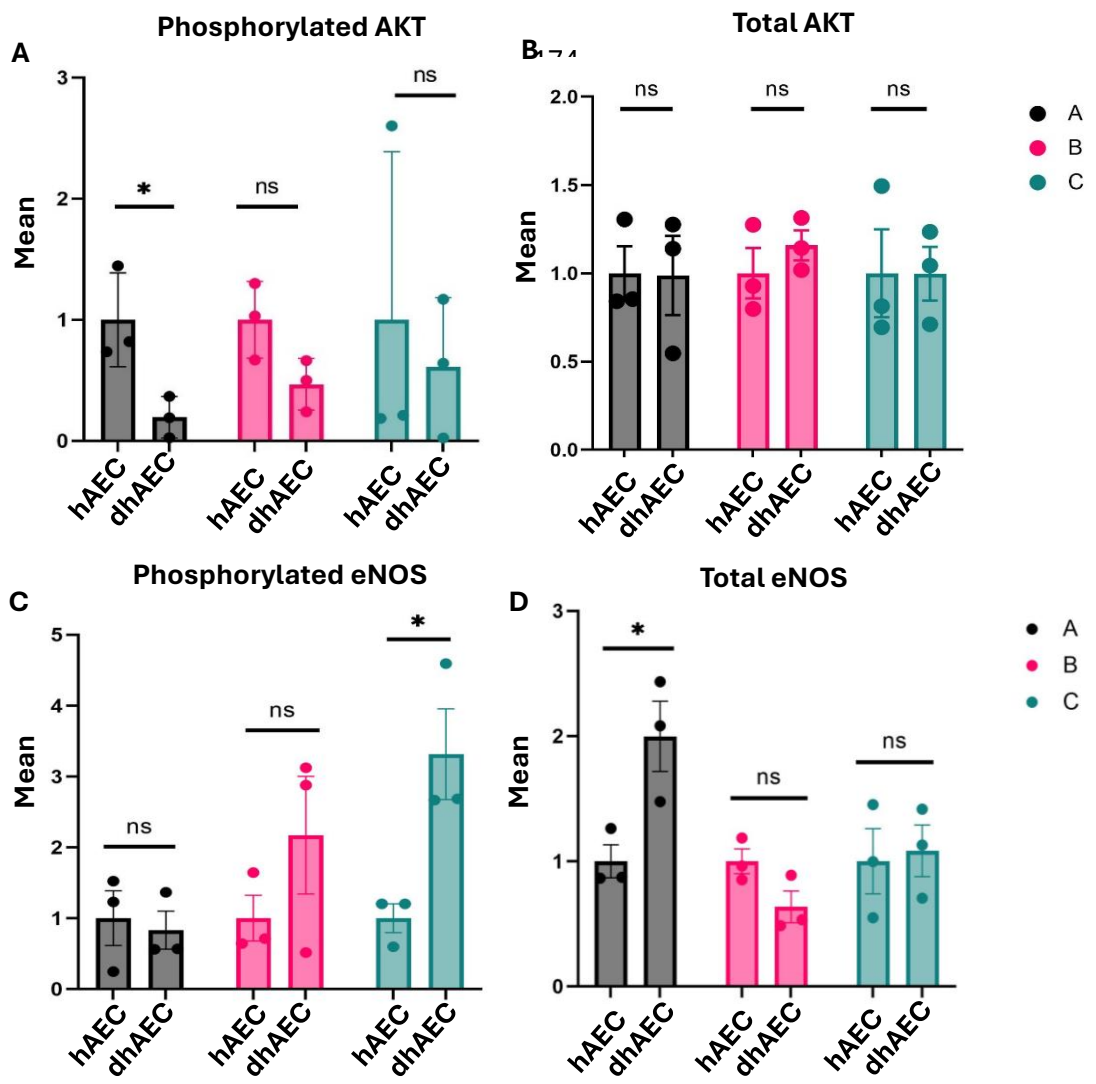 Phosphorylated AKT
A
3
2
1
0
Mean
*
ns
ns
hAEC
dhAEC
hAEC
dhAEC
hAEC
dhAEC
Total AKT
B
2.0
1.5
1.0
0.5
0.0
Mean
ns
ns
ns
hAEC
dhAEC
hAEC
dhAEC
hAEC
dhAEC
A
B
C
Phosphorylated eNOS
C
5
4
3
2
1
0
Mean
ns
ns
*
hAEC
dhAEC
hAEC
dhAEC
hAEC
dhAEC
Total eNOS
D
3
2
1
0
Mean
*
ns
ns
hAEC
dhAEC
hAEC
dhAEC
hAEC
dhAEC
A
B
C